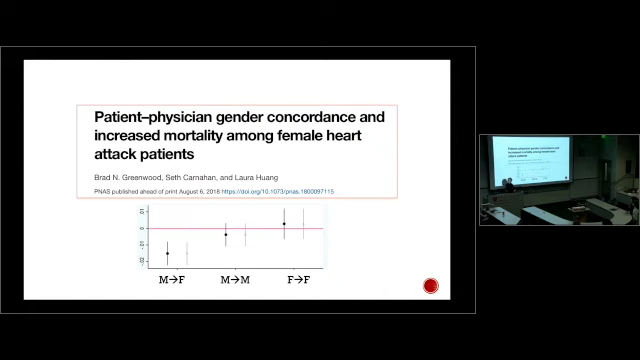 Patient–physician gender concordance and
increased mortality among female heart
attack patients
Brad N. Greenwood, Seth Carnahan, and Laura Huang
PNAS published ahead of print August 6, 2018 https://doi.org/10.1073/pnas.1800097115
.01
0
-.01
-.02
M→F
M→M
F→F